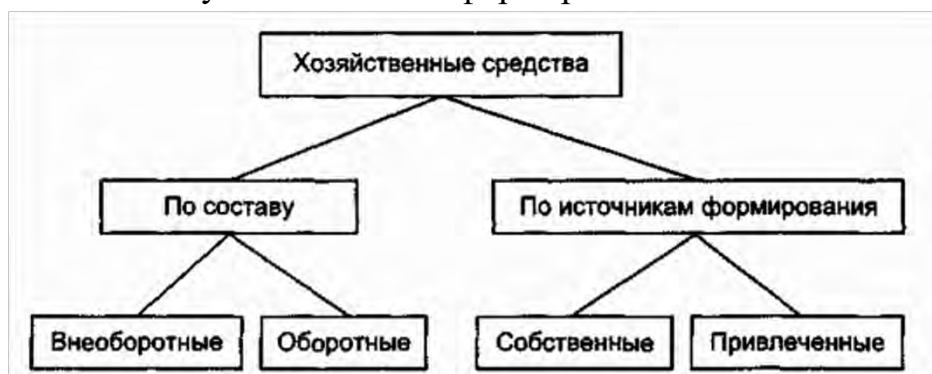 Хозяйственные средства
По составу
По источникам формирования
Внеоборотные
Оборотные
Собственные
Привлеченные